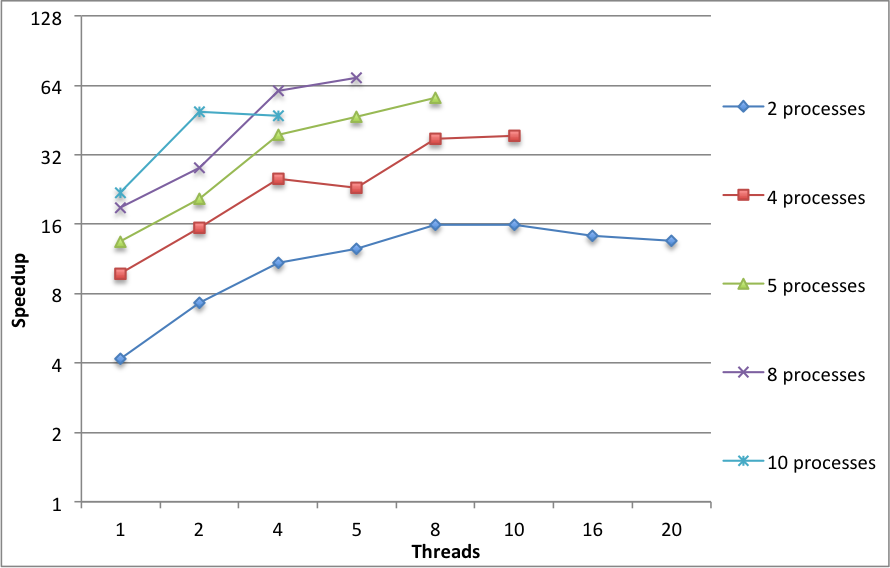 128
64
32
16
8
4
2
1
Speedup
1 2 4 5 8 10 16 20
Threads
2 processes
4 processes
5 processes
8 processes
10 processes